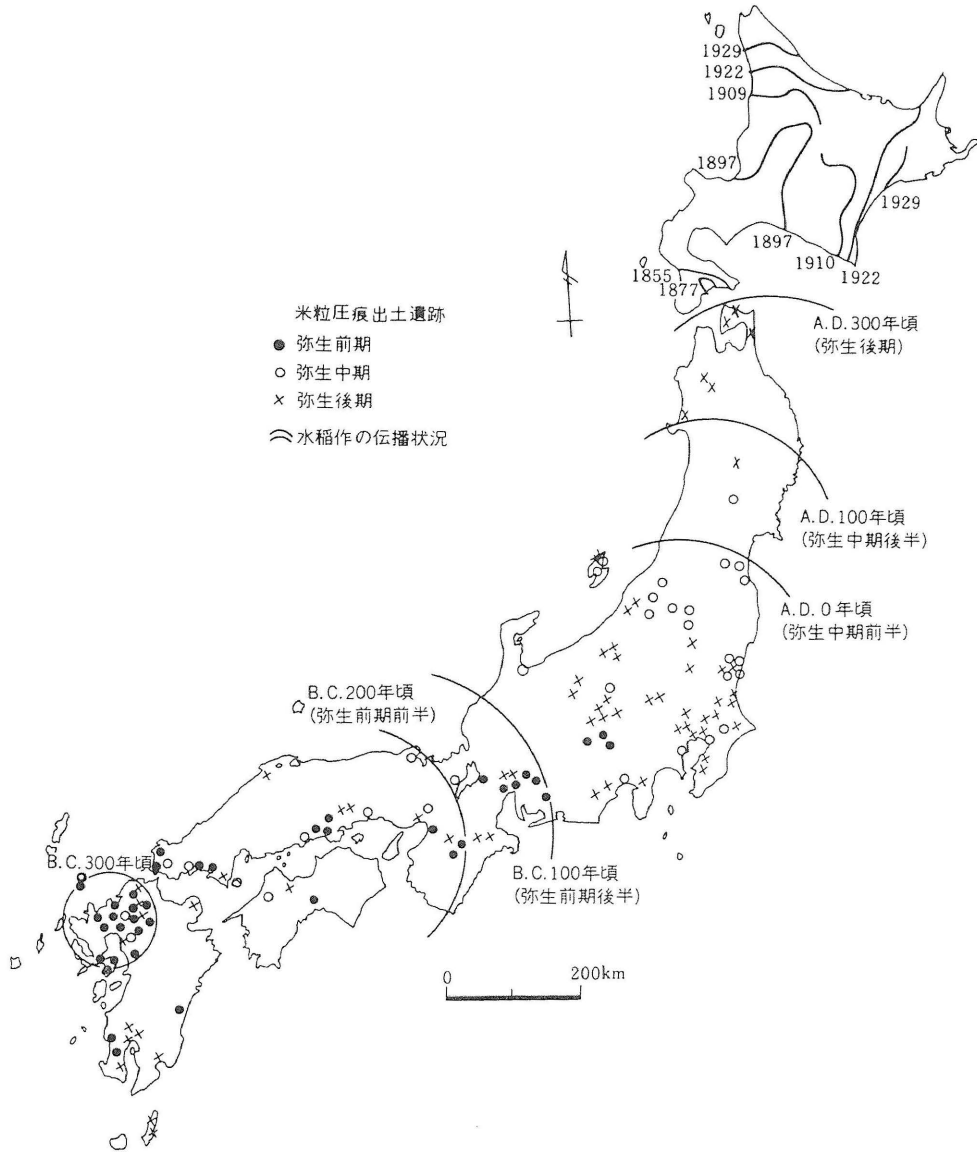 1929
1922
1909
1897
1929
1897
1910
1922
1855
1877
米粒圧痕出土遺跡
弥生前期
弥生中期
弥生後期
水稲作の伝播状況
A.D.300年頃
(弥生後期)
A.D.100年頃
(弥生中期後半)
A.D.0年頃
(弥生中期前半)
B.C.200年頃
(弥生前期前半)
B.C.100年頃
(弥生前期後半)
B.C.300年頃
0 200km